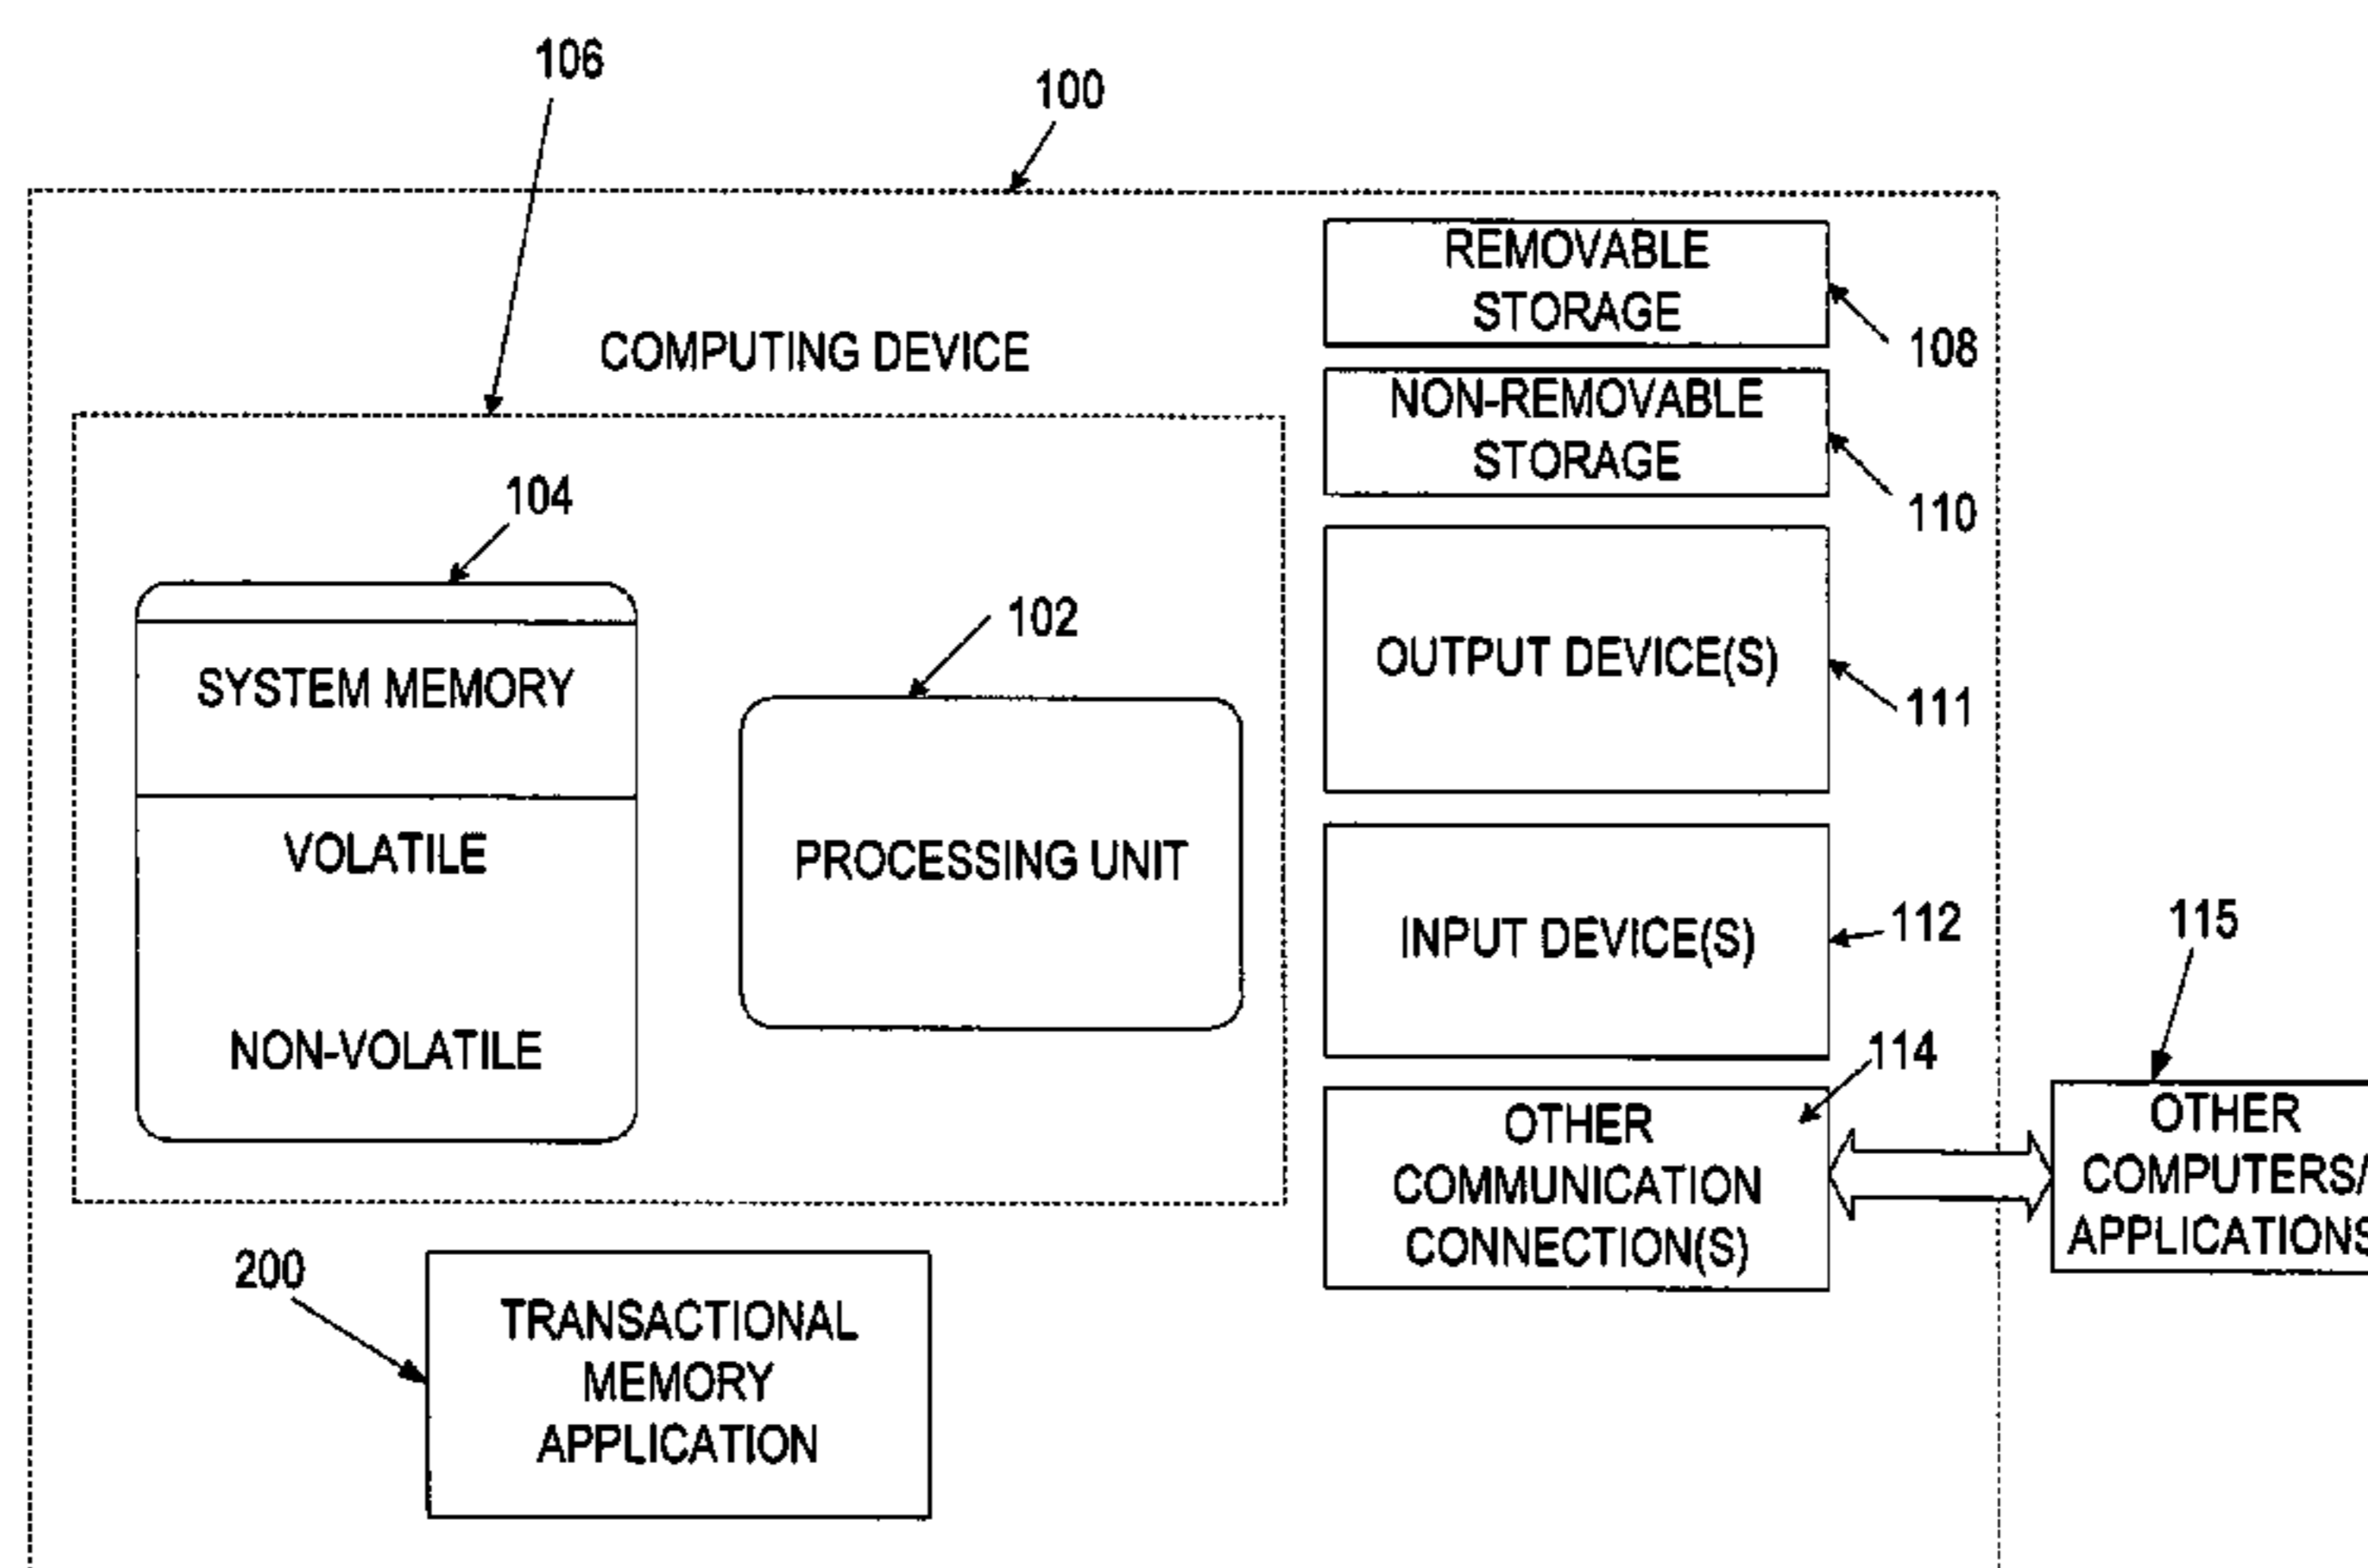 106
100
REMOVABLE
STORAGE
108
COMPUTING DEVICE
NON-REMOVABLE
STORAGE
110
104
102
OUTPUT DEVICE(S)
111
SYSTEM MEMORY
VOLATILE
NON-VOLATILE
PROCESSING UNIT
INPUT DEVICE(S)
112
114
115
OTHER
COMMUNICATION
CONNECTION(S)
OTHER
COMPUTERS/
APPLICATIONS
200
TRANSACTIONAL
MEMORY
APPLICATION